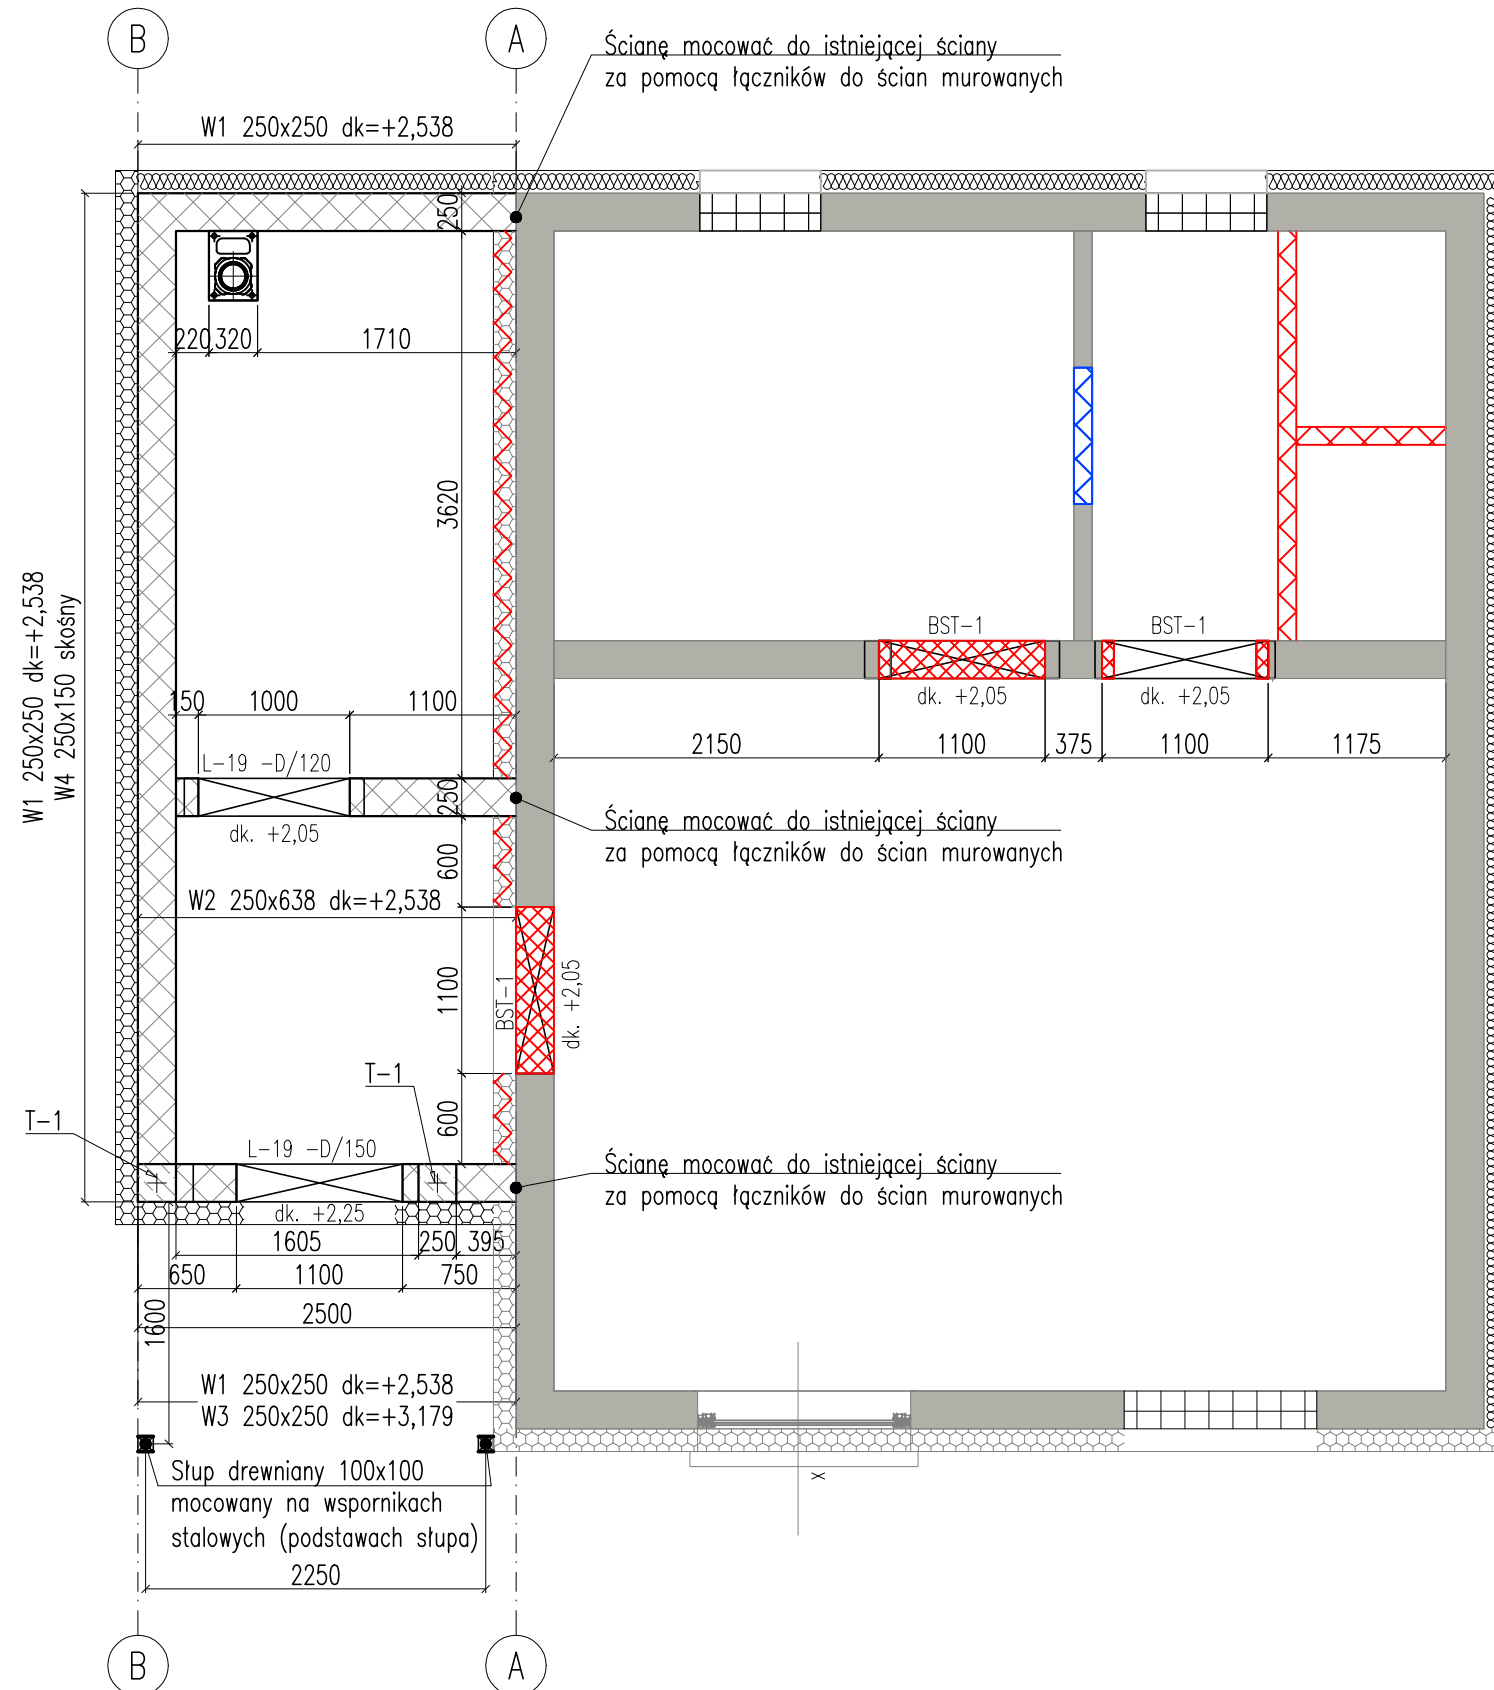 B
A
Ścianę mocować do istniejącej ściany
za pomocą łączników do ścian murowanych
W1 250x250 dk=+2,538
250
220
320
1710
3620
W1 250x250 dk=+2,538
W4 250x150 skośny
BST-1
BST-1
dk. +2,05
dk. +2,05
150
1000
1100
2150
1100
375
1100
1175
L-19 -D/120
250
dk. +2,05
Ścianę mocować do istniejącej ściany
za pomocą łączników do ścian murowanych
600
W2 250x638 dk=+2,538
1100
BST-1
dk. +2,05
T-1
T-1
600
L-19 -D/150
Ścianę mocować do istniejącej ściany
za pomocą łączników do ścian murowanych
dk. +2,25
1605
250
395
650
1100
750
2500
1600
W1 250x250 dk=+2,538
W3 250x250 dk=+3,179
Słup drewniany 100x100
mocowany na wspornikach
stalowych (podstawach słupa)
x
2250
B
A